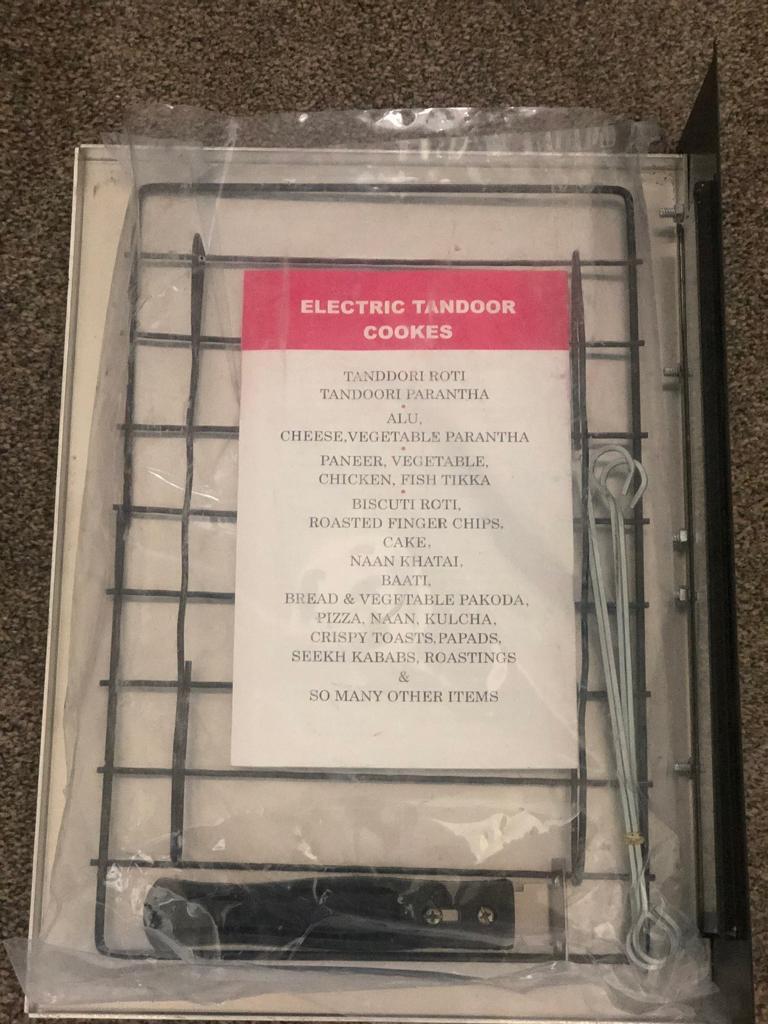 ELECTRIC TANDOOR
COOKES
TANDDORI ROTI
TANDOORI PARANTHA
ALU,
CHEESE,VEGETABLE PARANTHA
PANEER, VEGETABLE,
CHICKEN, FISH TIKKA
BISCUTI ROTI,
ROASTED FINGER CHIPS,
CAKE,
NAAN KHATAI,
BAATI,
BREAD & VEGETABLE PAKODA,
PIZZA, NAAN, KULCHA,
CRISPY TOASTS,PAPADS,
SEEKH KABABS, ROASTINGS
&
SO MANY OTHER ITEMS